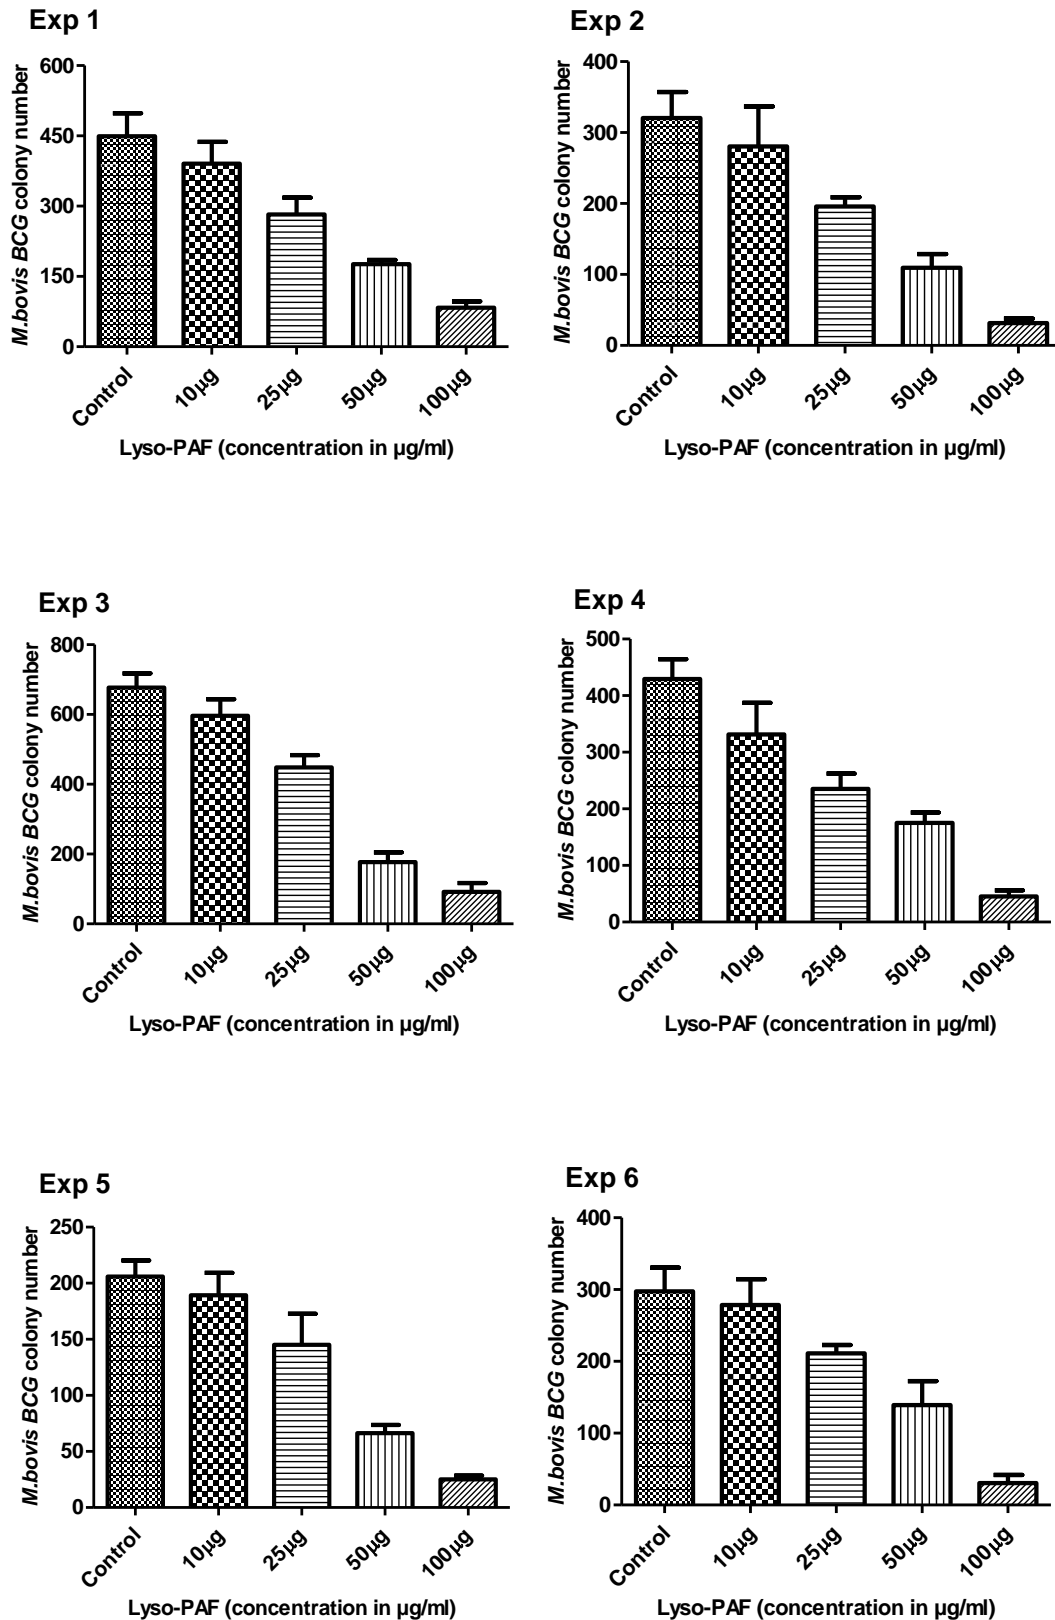 Exp 1
M.bovis BCG colony number
600
450
300
150
0
Control
10µg
25µg
50µg
100µg
Lyso-PAF (concentration in µg/ml)
Exp 2
M.bovis BCG colony number
400
300
200
100
0
Control
10µg
25µg
50µg
100µg
Lyso-PAF (concentration in µg/ml)
Exp 3
M.bovis BCG colony number
800
600
400
200
0
Control
10µg
25µg
50µg
100µg
Lyso-PAF (concentration in µg/ml)
Exp 4
M.bovis BCG colony number
500
400
300
200
100
0
Control
10µg
25µg
50µg
100µg
Lyso-PAF (concentration in µg/ml)
Exp 5
M.bovis BCG colony number
250
200
150
100
50
0
Control
10µg
25µg
50µg
100µg
Lyso-PAF (concentration in µg/ml)
Exp 6
M.bovis BCG colony number
400
300
200
100
0
Control
10µg
25µg
50µg
100µg
Lyso-PAF (concentration in µg/ml)